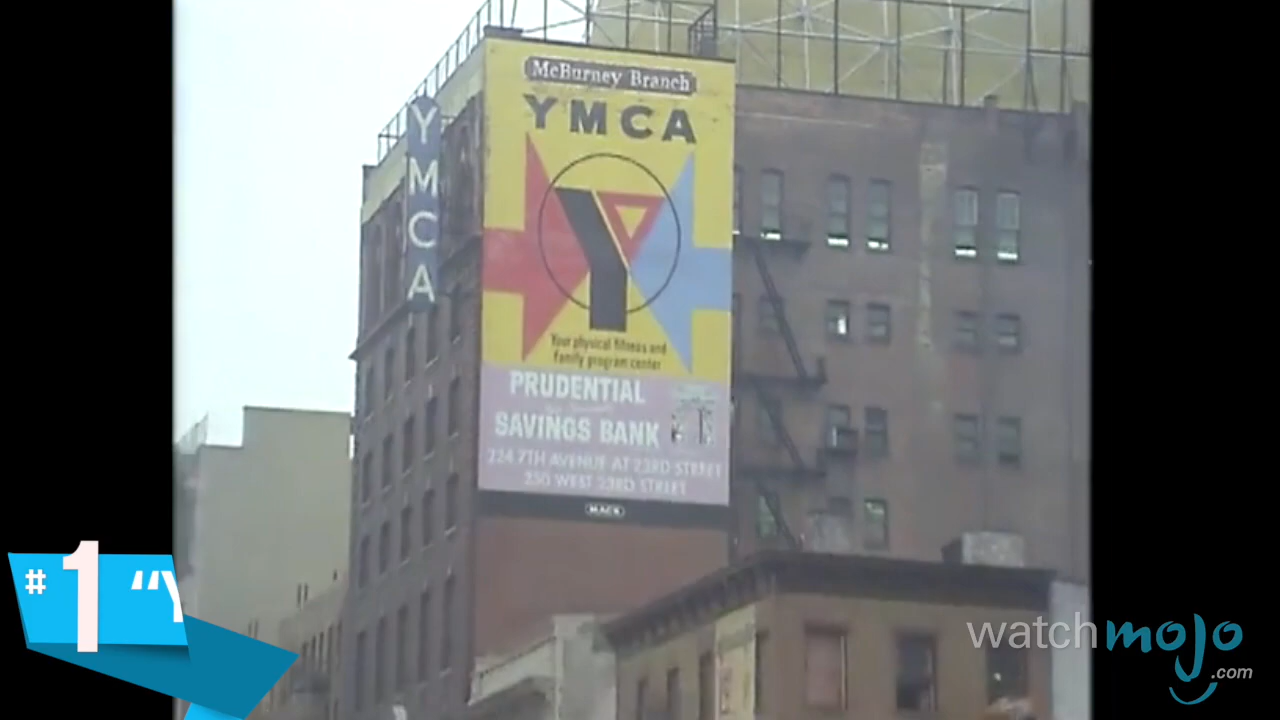 McBurney Branch
YMCA
YMCA
Y
Your physical fitness and
family program center
PRUDENTIAL
SAVINGS BANK
224 7TH AVENUE AT 23RD STREET
250 WEST 23RD STREET
MACK
#1 "Y
watchmojo
.com